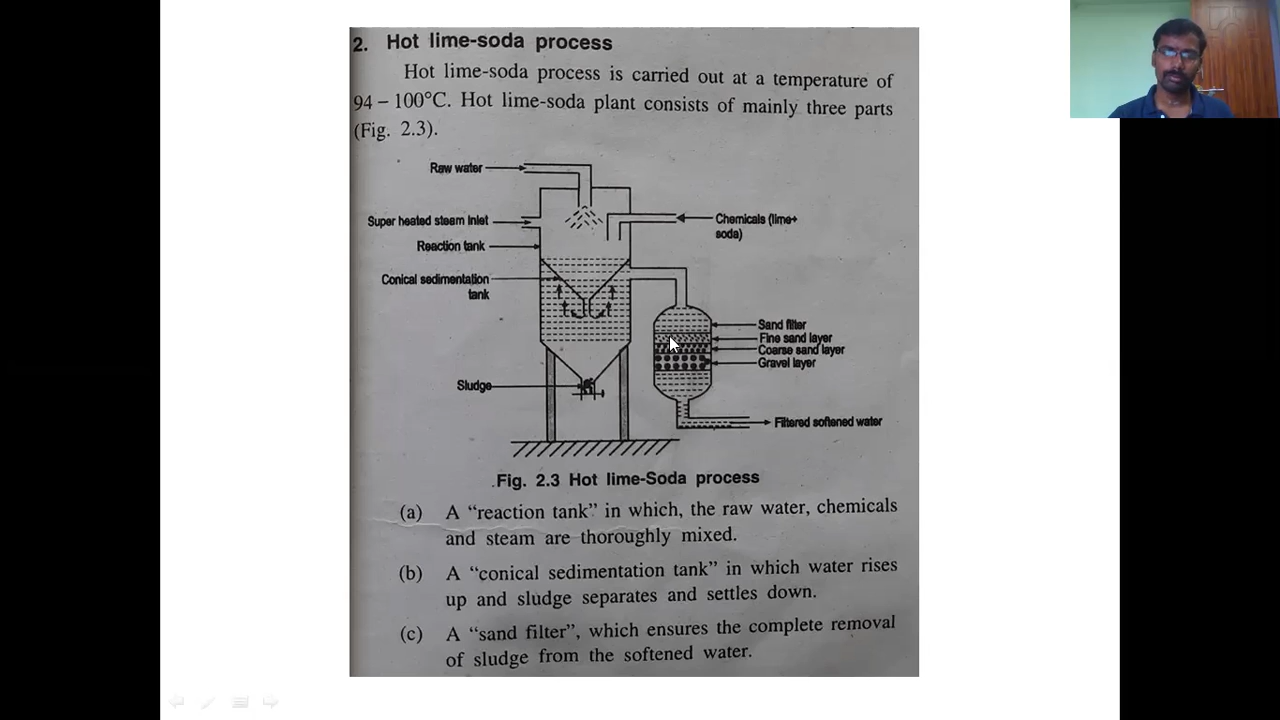 2. Hot lime-soda process
Hot lime-soda process is carried out at a temperature of
94 – 100°C. Hot lime-soda plant consists of mainly three parts
(Fig. 2.3).
Raw water
Super heated steam inlet
Chemicals (lime+
soda)
Reaction tank
Conical sedimentation
tank
Sand filter
Fine sand layer
Coarse sand layer
Gravel layer
Sludge
Filtered softened water
Fig. 2.3 Hot lime-Soda process
(a) A “reaction tank” in which, the raw water, chemicals
and steam are thoroughly mixed.
(b) A “conical sedimentation tank” in which water rises
up and sludge separates and settles down.
(c) A “sand filter”, which ensures the complete removal
of sludge from the softened water.